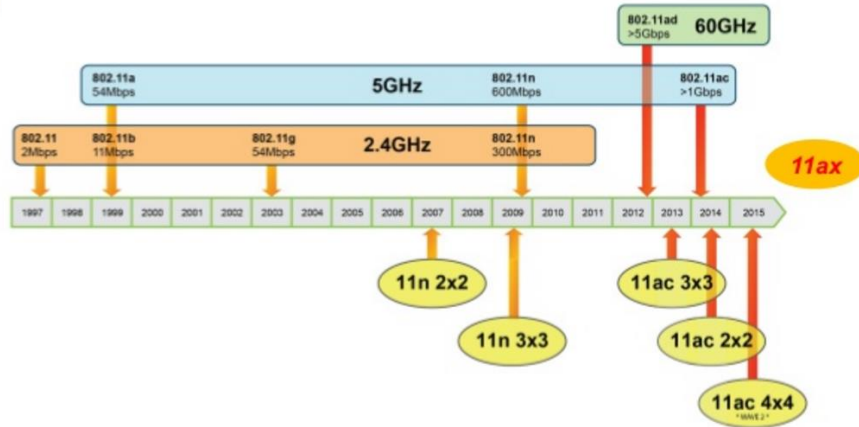 802.11ad
>5Gbps
60GHz
802.11a
54Mbps
5GHz
802.11n
600Mbps
802.11ac
>1Gbps
802.11
2Mbps
802.11b
11Mbps
802.11g
54Mbps
2.4GHz
802.11n
300Mbps
11ax
1997 1998 1999 2000 2001 2002 2003 2004 2005 2006 2007 2008 2009 2010 2011 2012 2013 2014 2015
11n 2x2
11ac 3x3
11n 3x3
11ac 2x2
11ac 4x4
* WAVE 2 *